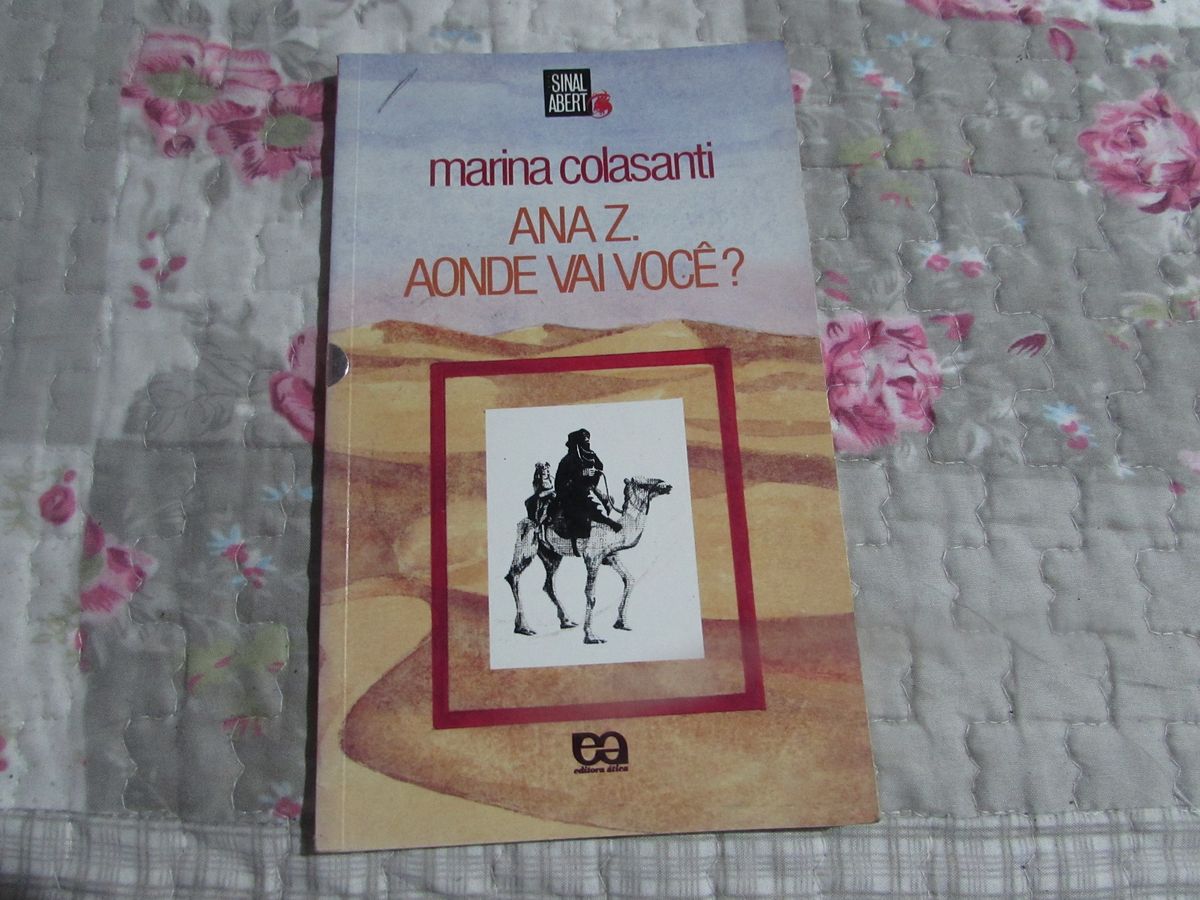 SINAL
ABERT
marina colasanti
ANA Z.
AONDE VAI VOCÊ?
ea
editora ática